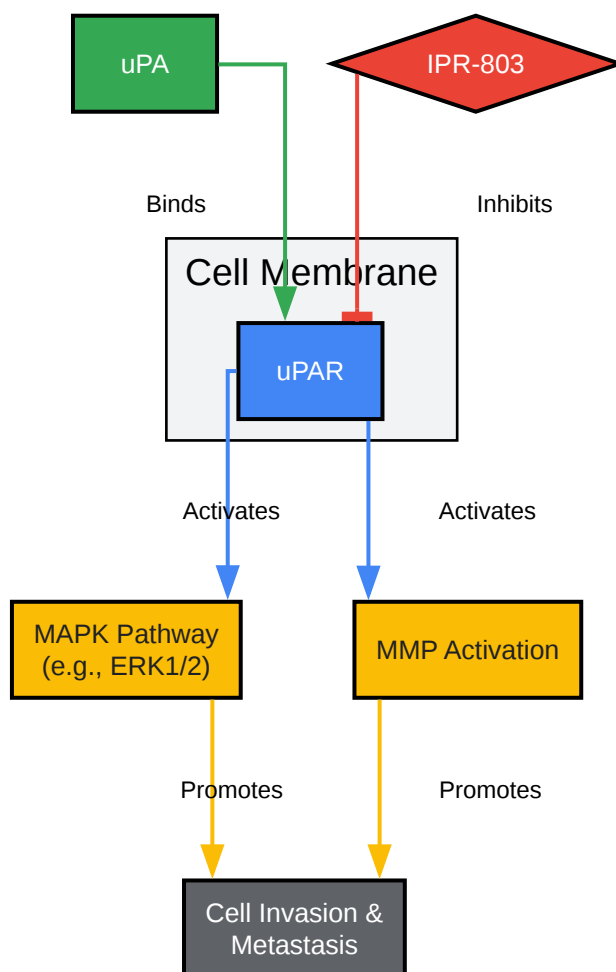 uPA
IPR-803
Binds
Inhibits
Cell Membrane
uPAR
Activates
Activates
MAPK Pathway
(e.g., ERK1/2)
MMP Activation
Promotes
Promotes
Cell Invasion &
Metastasis